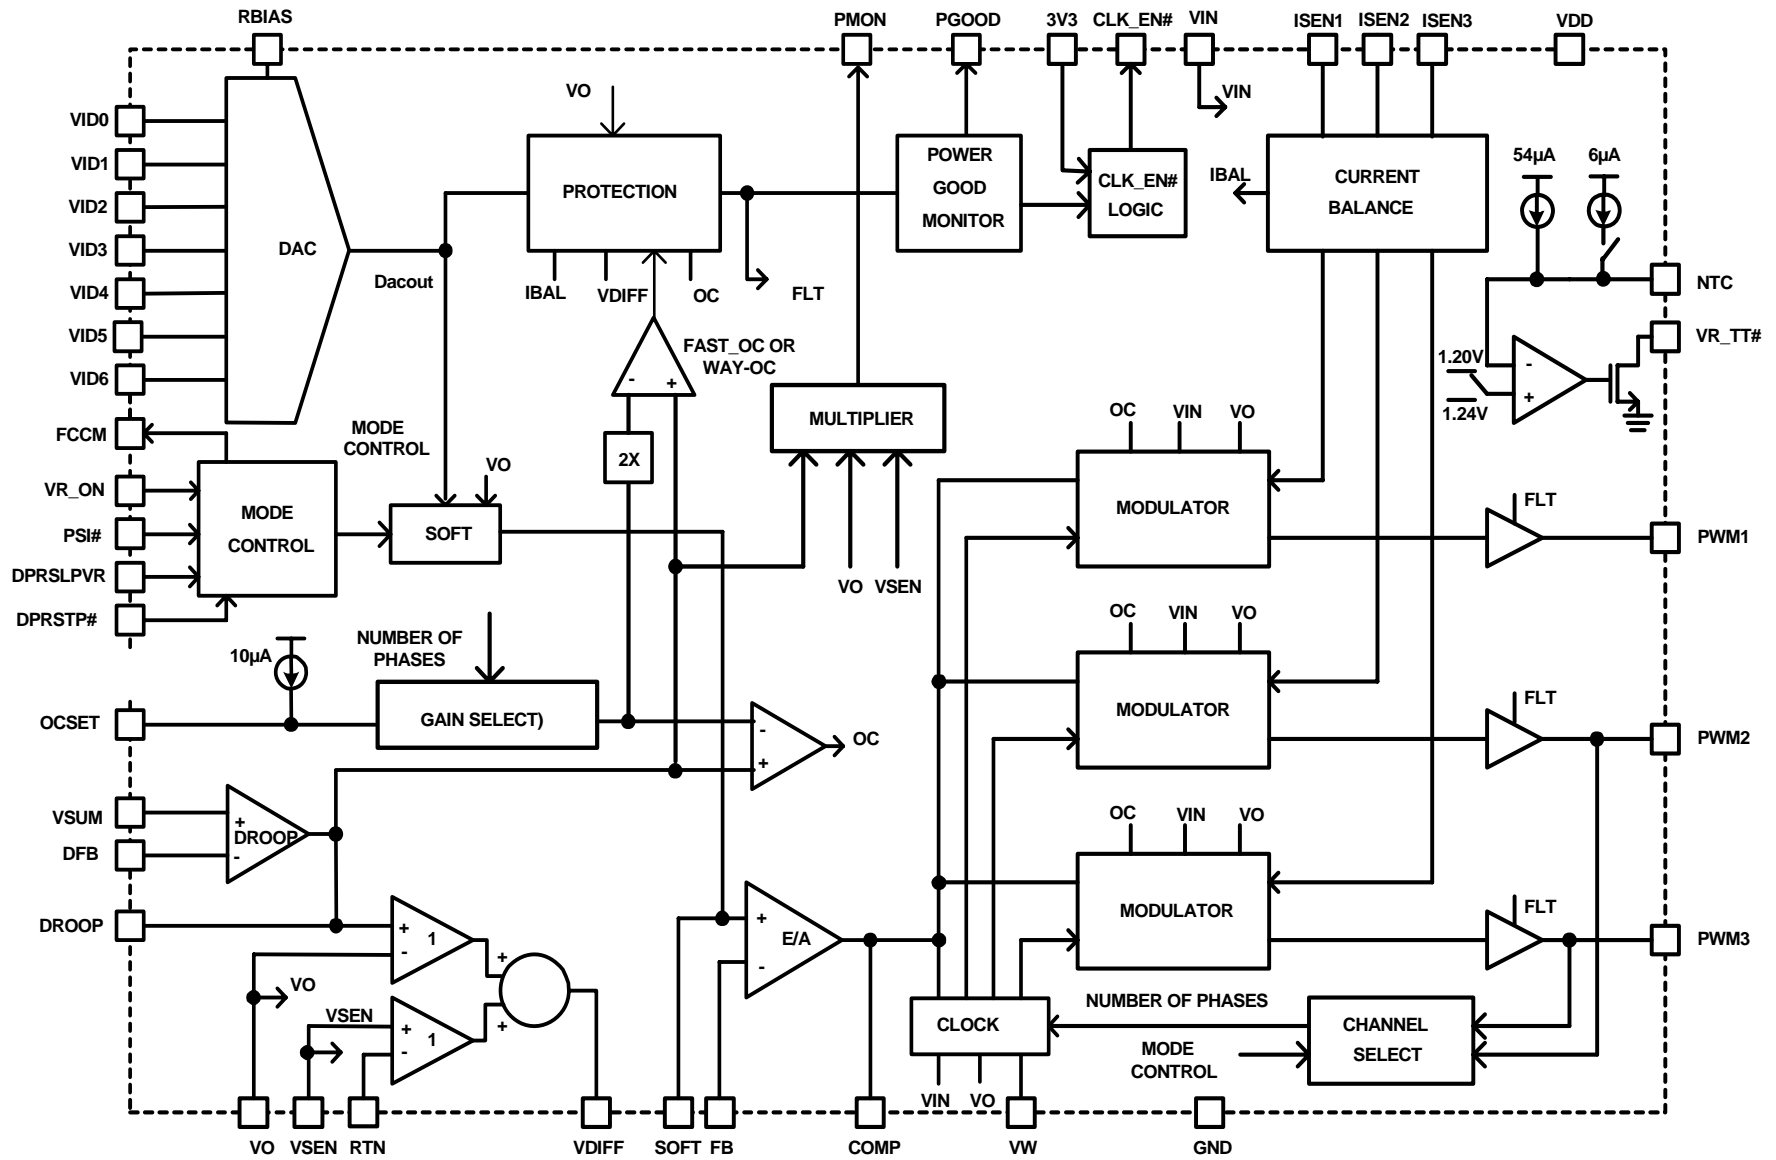 RBIAS
PMON
PGOOD
3V3
CLK_EN#
VIN
ISEN1
ISEN2
ISEN3
VDD
VID0
VID1
VID2
VID3
VID4
VID5
VID6
FCCM
VR_ON
PSI#
DPRSLPVR
DPRSTP#
OCSET
VSUM
DFB
DROOP
DAC
Dacout
VO
PROTECTION
IBAL
VDIFF
OC
FLT
FAST_OC OR
WAY-OC
-
+
2X
MODE
CONTROL
VO
SOFT
MODE
CONTROL
POWER
GOOD
MONITOR
CLK_EN#
LOGIC
VIN
IBAL
CURRENT
BALANCE
54µA
6µA
NTC
VR_TT#
1.20V
1.24V
-
+
MULTIPLIER
VO
VSEN
OC
VIN
VO
MODULATOR
FLT
PWM1
OC
VIN
VO
MODULATOR
FLT
PWM2
OC
VIN
VO
MODULATOR
FLT
PWM3
10µA
NUMBER OF
PHASES
GAIN SELECT)
-
+
OC
+
DROOP
-
+
1
-
+
VO
VSEN
+
1
-
+
+
E/A
-
CLOCK
VIN
VO
NUMBER OF PHASES
MODE
CONTROL
CHANNEL
SELECT
VO
VSEN
RTN
VDIFF
SOFT
FB
COMP
VW
GND